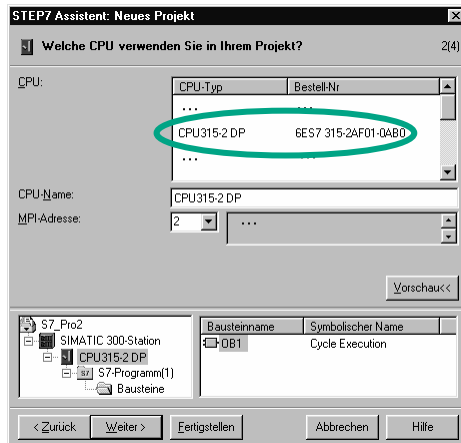 STEP7 Assistent: Neues Projekt
Welche CPU verwenden Sie in Ihrem Projekt? 2(4)
CPU:
CPU-Typ Bestell-Nr
... ...
CPU315-2 DP 6ES7 315-2AF01-0AB0
... ...
CPU-Name: CPU315-2 DP
MPI-Adresse: 2 ...
Vorschau<<
S7_Pro2
SIMATIC 300-Station
CPU315-2 DP
S7 S7-Programm(1)
Bausteine
Bausteinname Symbolischer Name
OB1 Cycle Execution
< Zurück Weiter > Fertigstellen Abbrechen Hilfe